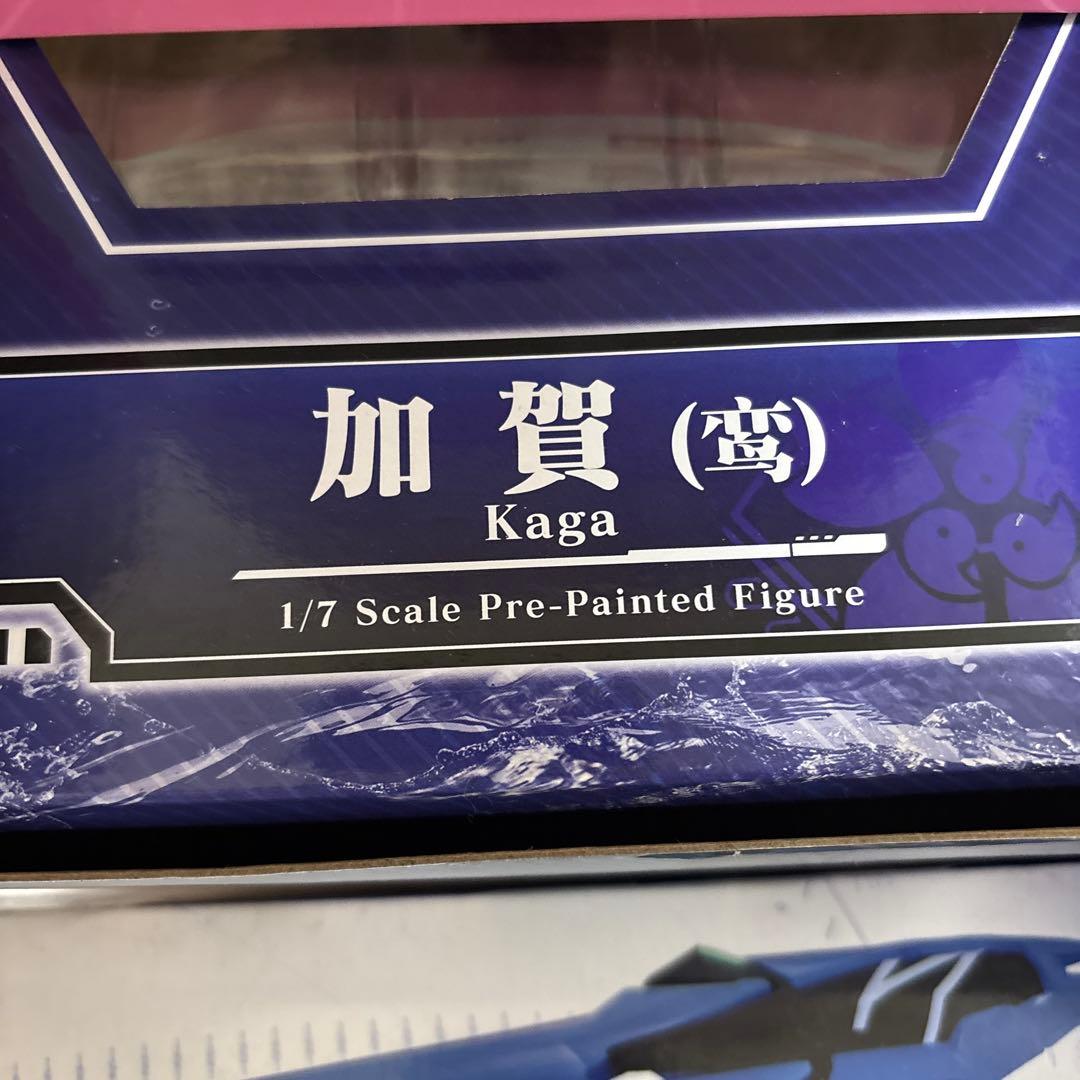 加賀(鸾)
Kaga
1/7 Scale Pre-Painted Figure